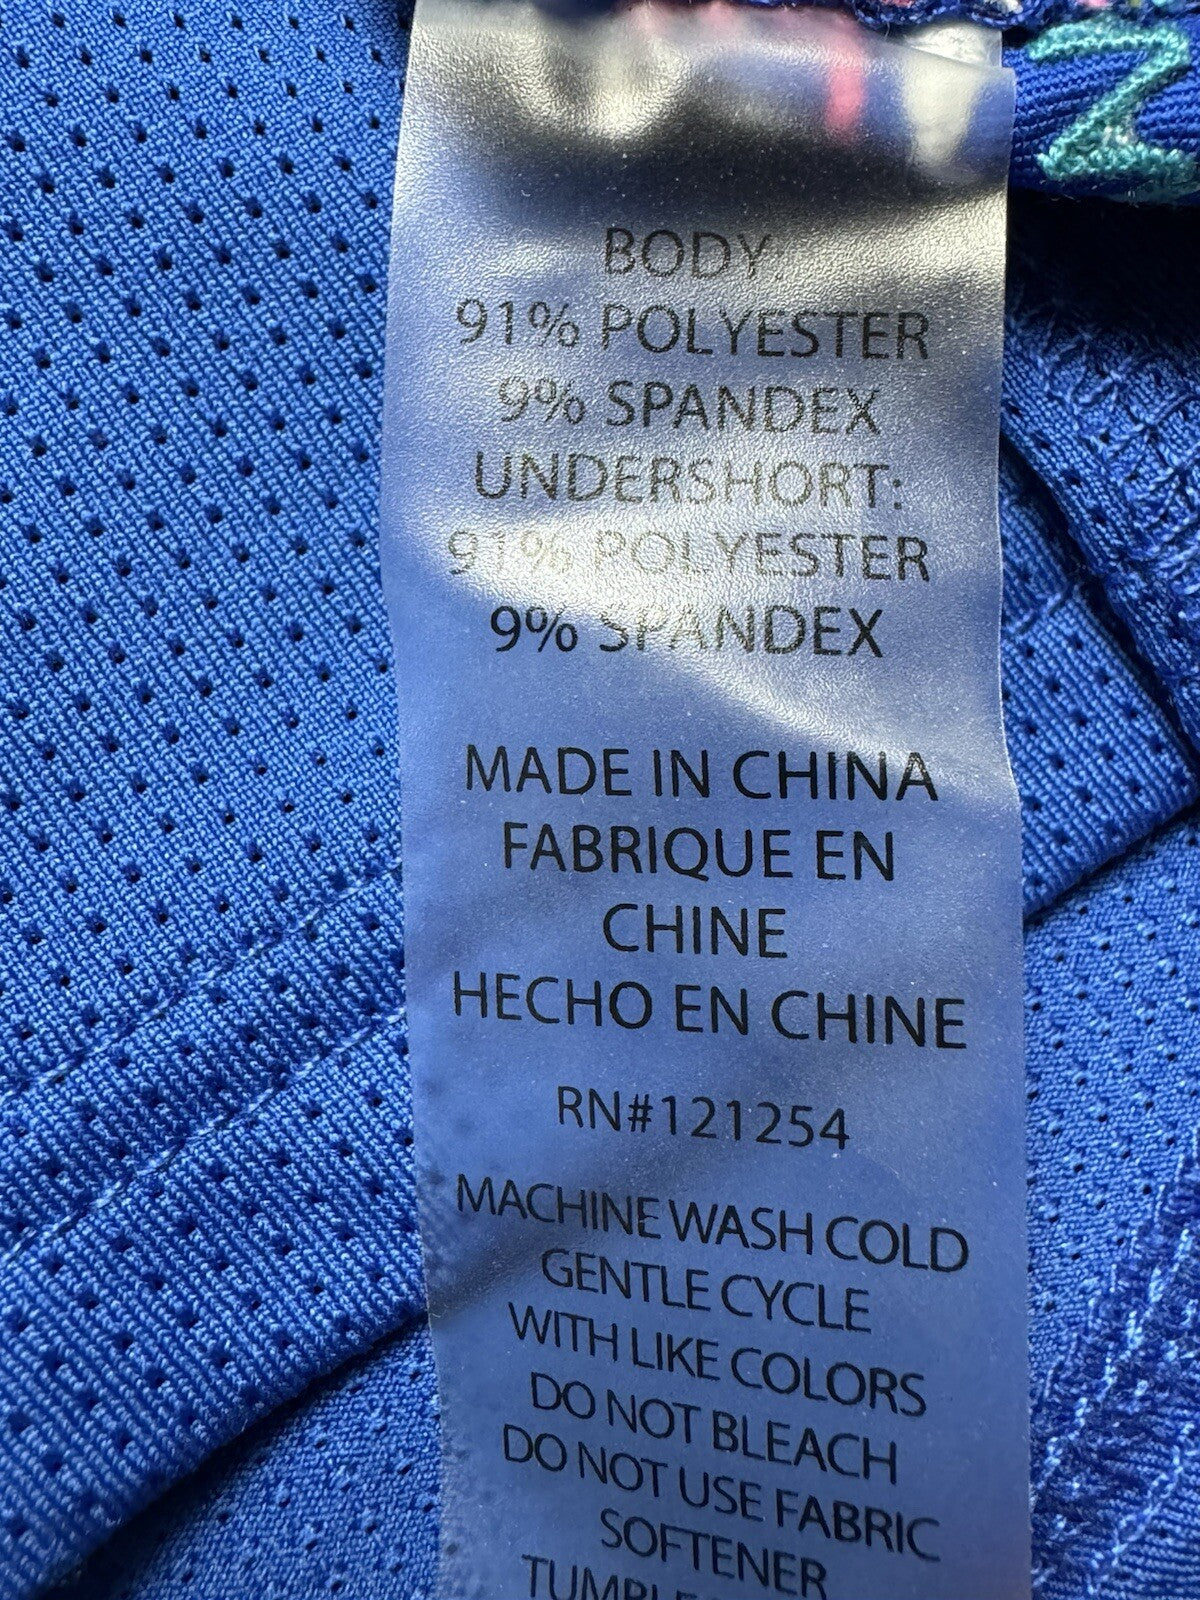 BODY:
91% POLYESTER
9% SPANDEX
UNDERSHORT:
91% POLYESTER
9% SPANDEX
MADE IN CHINA
FABRIQUE EN
CHINE
HECHO EN CHINE
RN#121254
MACHINE WASH COLD
GENTLE CYCLE
WITH LIKE COLORS
DO NOT BLEACH
DO NOT USE FABRIC
SOFTENER